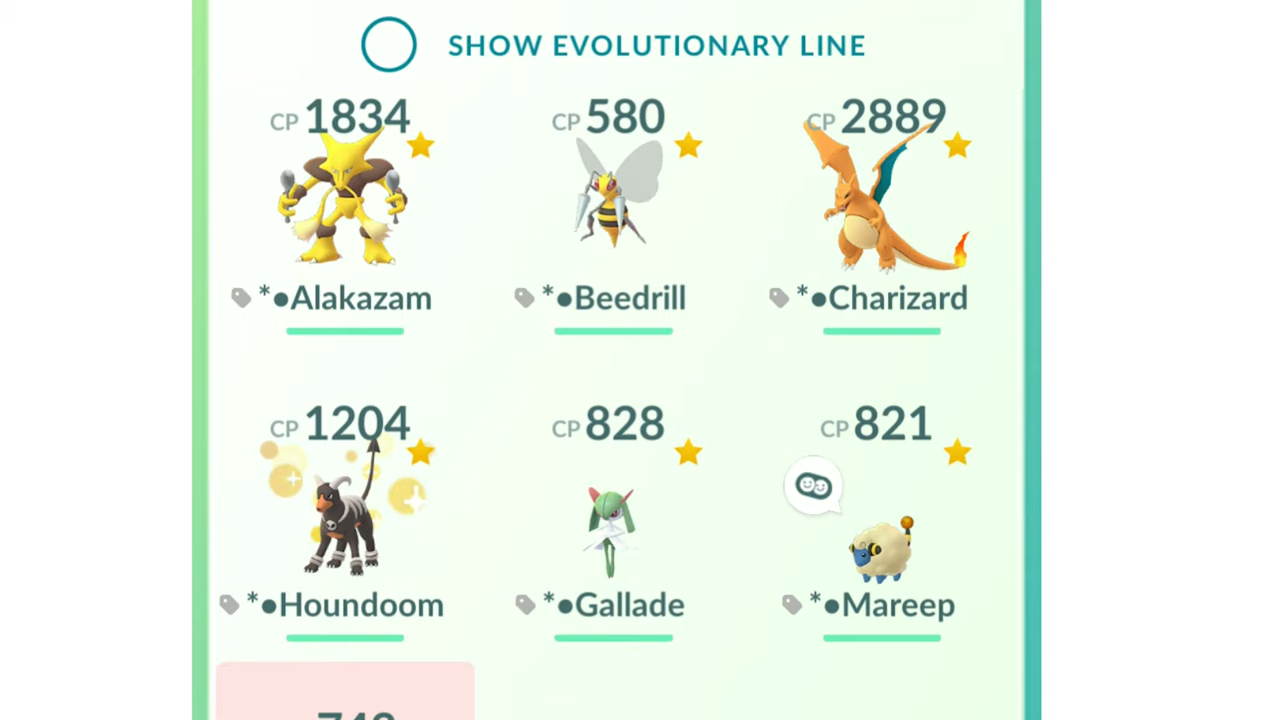 SHOW EVOLUTIONARY LINE
CP 1834
CP 580
CP 2889
*●Alakazam
*●Beedrill
*●Charizard
CP 1204
CP 828
CP 821
*●Houndoom
*●Gallade
*●Mareep